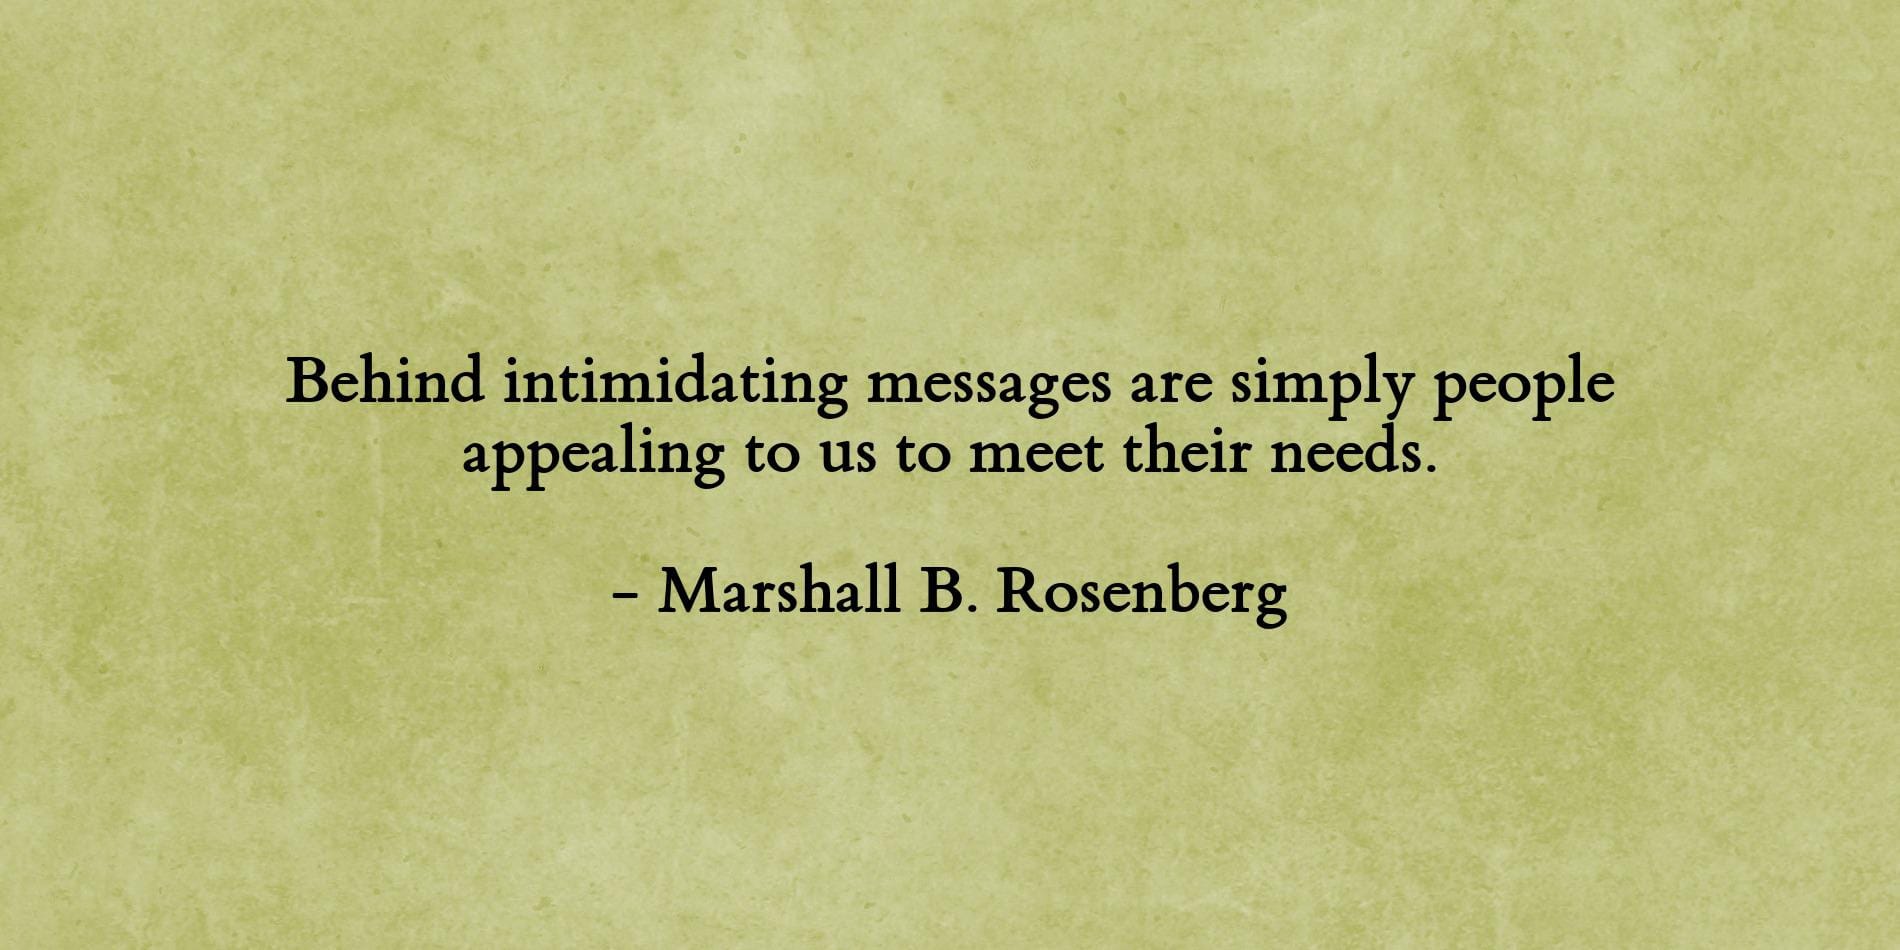 Behind intimidating messages are simply people
appealing to us to meet their needs.
– Marshall B. Rosenberg